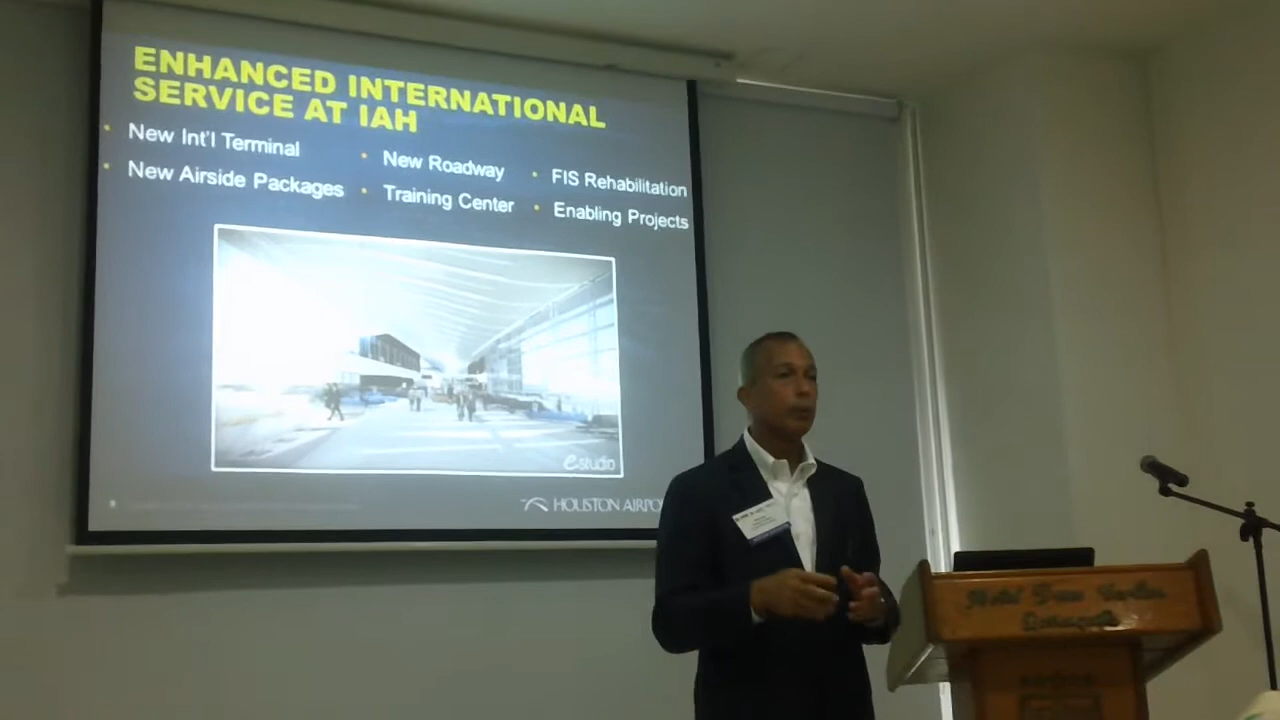 ENHANCED INTERNATIONAL
SERVICE AT IAH
• New Int'l Terminal
• New Airside Packages
• New Roadway
• Training Center
• FIS Rehabilitation
• Enabling Projects
estudio
HOUSTON AIRPO